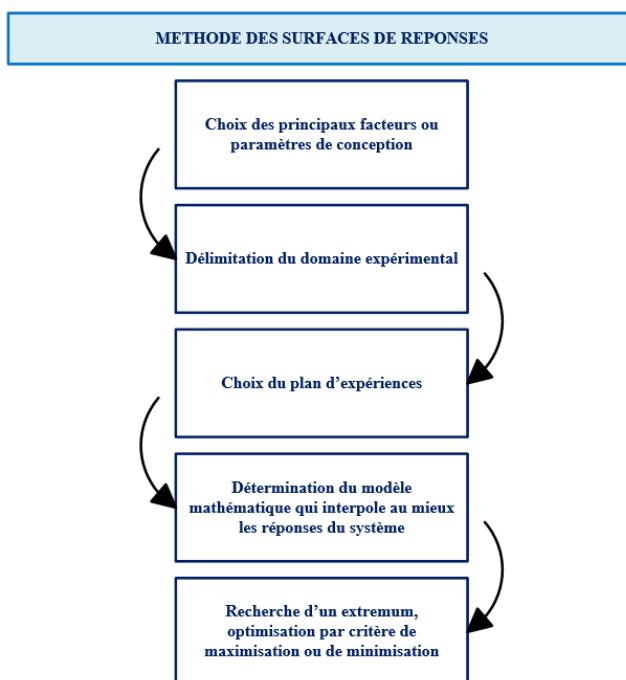 METHODE DES SURFACES DE REPONSES
Choix des principaux facteurs ou
paramètres de conception
Délimitation du domaine expérimental
Choix du plan d’expériences
Détermination du modèle
mathématique qui interpole au mieux
les réponses du système
Recherche d’un extremum,
optimisation par critère de
maximisation ou de minimisation